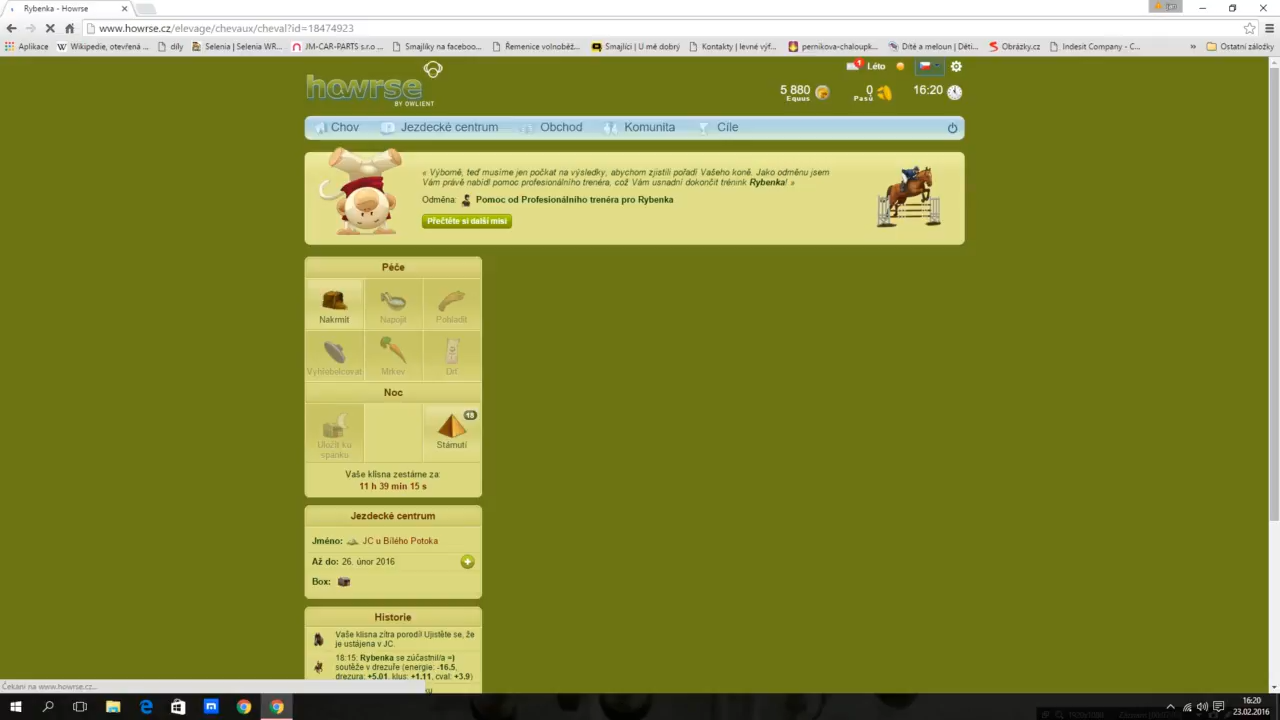 Rybenka - Howrse
www.howrse.cz/elevage/chevaux/cheval?id=18474923
Aplikace Wikipedie, otevřená ... díly Selenia | Selenia WR... JM-CAR-PARTS s.r.o ... Smajlíky na faceboo... Řemenice volnoběž... Smajlíci | U mě dobrý Kontakty | levné výf... pernikova-chaloupk... Dítě a meloun | Děti... Obrázky.cz Indesit Company - C... » Ostatní záložky
howrse
BY OWLIENT
1 Léto
5 880
Equus
0
Pasů
16:20
Chov Jezdecké centrum Obchod Komunita Cíle
« Výborně, teď musíme jen počkat na výsledky, abychom zjistili pořadí Vašeho koně. Jako odměnu jsem
Vám právě nabídl pomoc profesionálního trenéra, což Vám usnadní dokončit trénink Rybenka! »
Odměna: Pomoc od Profesionálního trenéra pro Rybenka
Přečtěte si další misi
Péče
Nakrmit Napojit Pohladit
Vyhřebelcovat Mrkev Drť
Noc
18
Uložit ku
spánku
Stárnutí
Vaše klisna zestárne za:
11 h 39 min 15 s
Jezdecké centrum
Jméno: JC u Bílého Potoka
Až do: 26. únor 2016
Box:
Historie
Vaše klisna zítra porodí! Ujistěte se, že
je ustájena v JC.
18:15: Rybenka se zúčastnil/a =)
soutěže v drezuře (energie: -16,5,
drezura: +5.01, klus: +1.11, cval: +3.9)
Čekání na www.howrse.cz...
16:20
23.02.2016